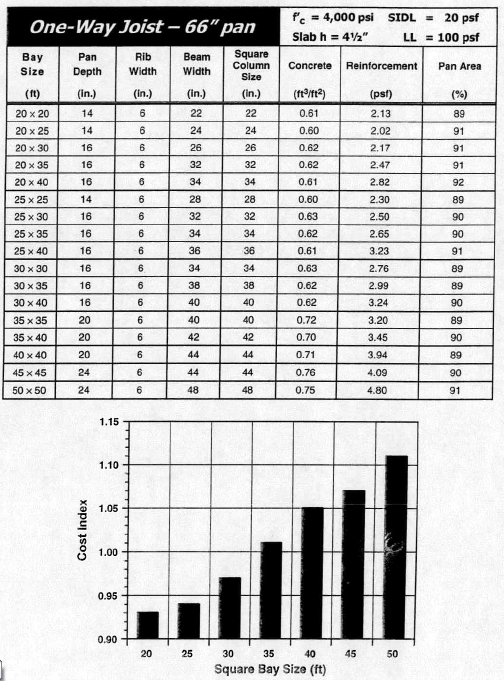 One-Way Joist – 66" pan
f'c = 4,000 psi SIDL = 20 psf
Slab h = 4½" LL = 100 psf
Bay Size (ft) Pan Depth (in.) Rib Width (in.) Beam Width (in.) Square Column Size (in.) Concrete (ft³/ft²) Reinforcement (psf) Pan Area (%)
20 x 20 14 6 22 22 0.61 2.13 89
20 x 25 14 6 24 24 0.60 2.02 91
20 x 30 16 6 26 26 0.62 2.17 91
20 x 35 16 6 32 32 0.62 2.47 91
20 x 40 16 6 34 34 0.61 2.82 92
25 x 25 14 6 28 28 0.60 2.30 89
25 x 30 16 6 32 32 0.63 2.50 90
25 x 35 16 6 34 34 0.62 2.65 90
25 x 40 16 6 36 36 0.61 3.23 91
30 x 30 16 6 34 34 0.63 2.76 89
30 x 35 16 6 38 38 0.62 2.99 89
30 x 40 16 6 40 40 0.62 3.24 90
35 x 35 20 6 40 40 0.72 3.20 89
35 x 40 20 6 42 42 0.70 3.45 90
40 x 40 20 6 44 44 0.71 3.94 89
45 x 45 24 6 44 44 0.76 4.09 90
50 x 50 24 6 48 48 0.75 4.80 91
1.15
1.10
1.05
1.00
0.95
0.90
Cost Index
20 25 30 35 40 45 50
Square Bay Size (ft)